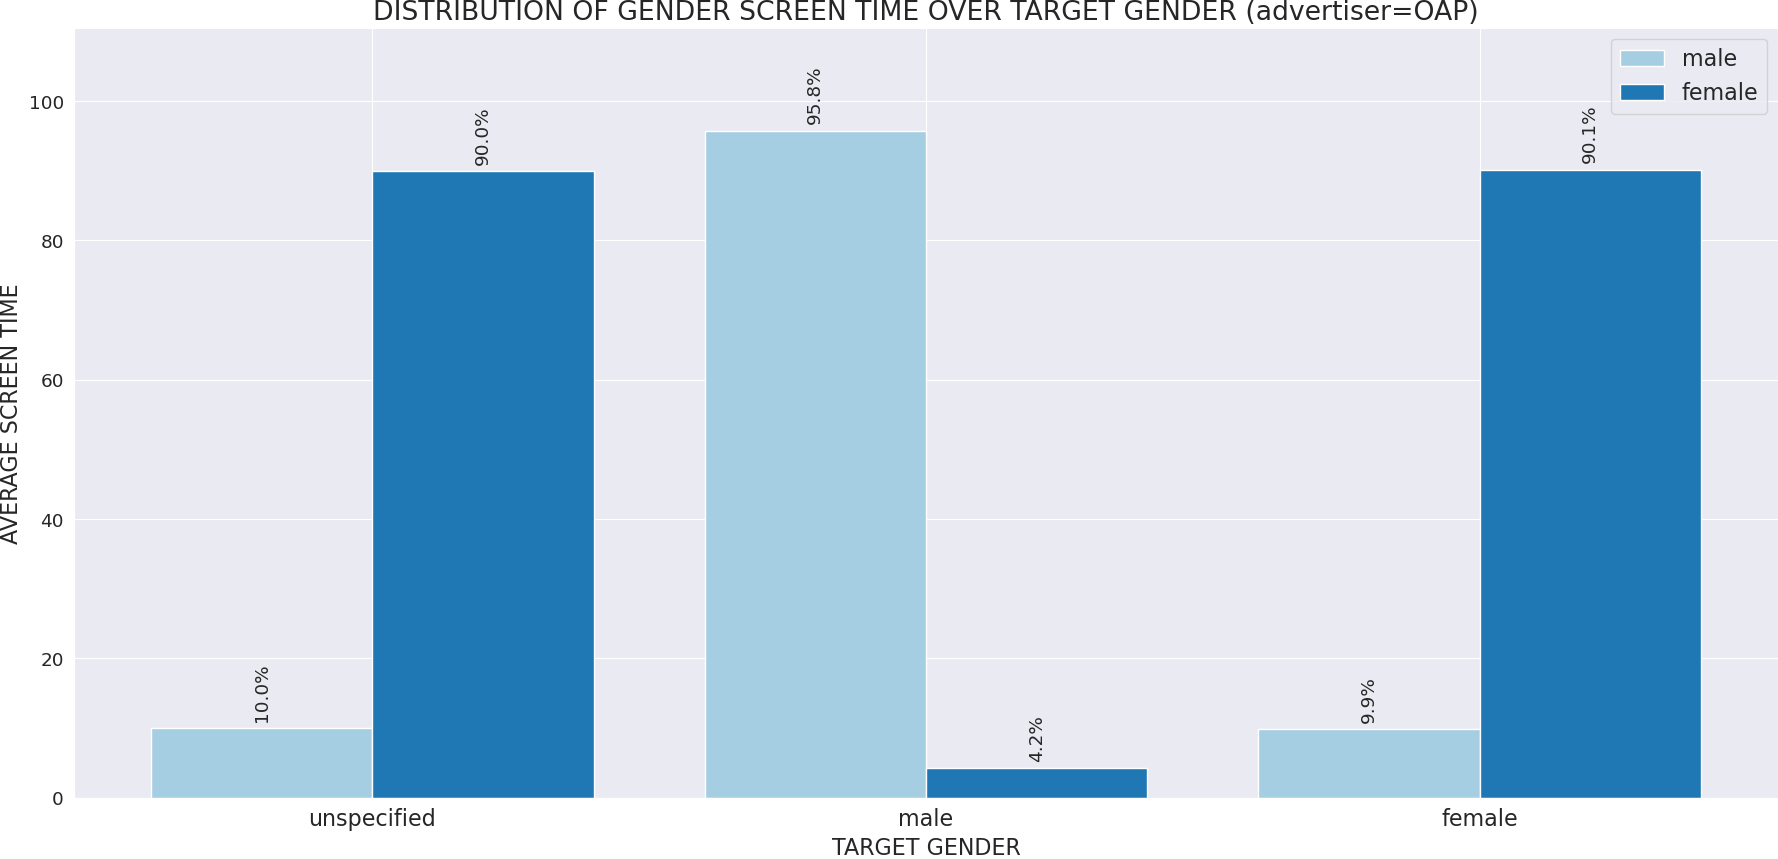 DISTRIBUTION OF GENDER SCREEN TIME OVER TARGET GENDER (advertiser=OAP)
male
female
AVERAGE SCREEN TIME
100
80
60
40
20
0
10.0%
90.0%
95.8%
4.2%
9.9%
90.1%
unspecified
male
female
TARGET GENDER